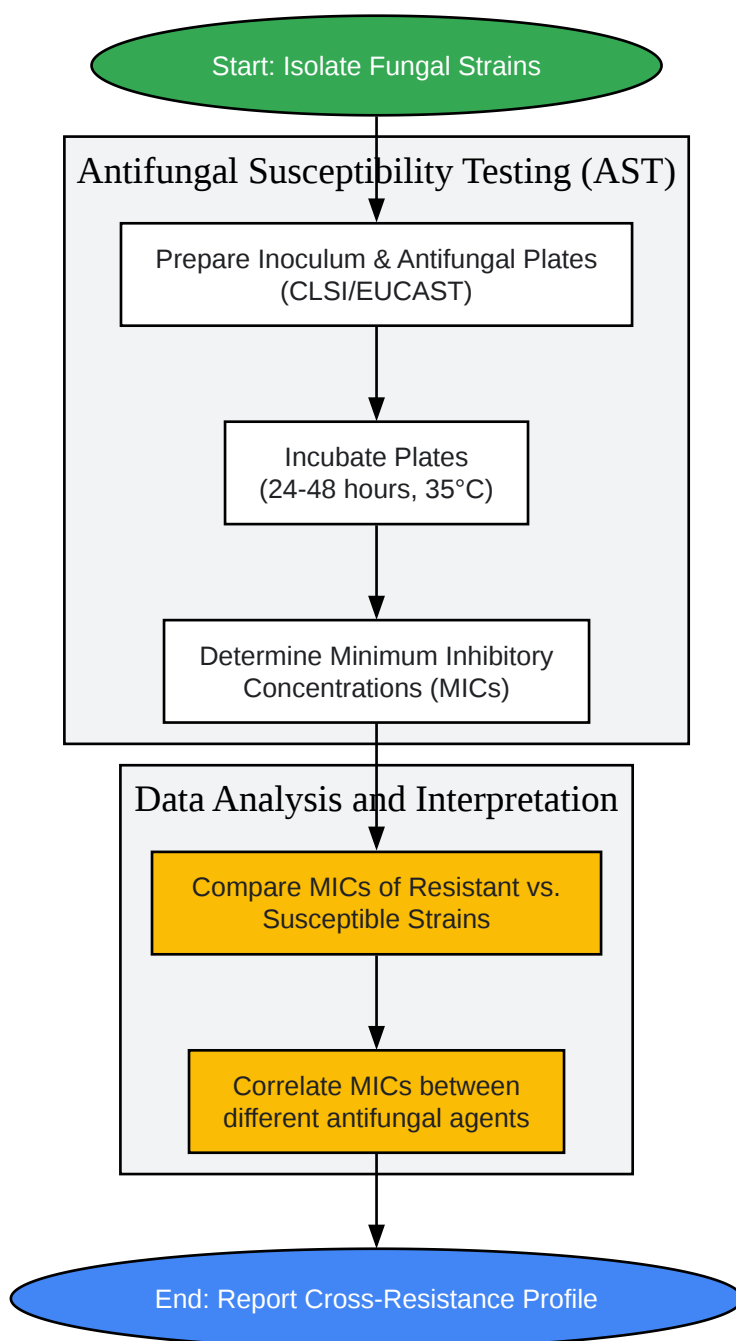 Start: Isolate Fungal Strains
Antifungal Susceptibility Testing (AST)
Prepare Inoculum & Antifungal Plates
(CLSI/EUCAST)
Incubate Plates
(24-48 hours, 35°C)
Determine Minimum Inhibitory
Concentrations (MICs)
Data Analysis and Interpretation
Compare MICs of Resistant vs.
Susceptible Strains
Correlate MICs between
different antifungal agents
End: Report Cross-Resistance Profile